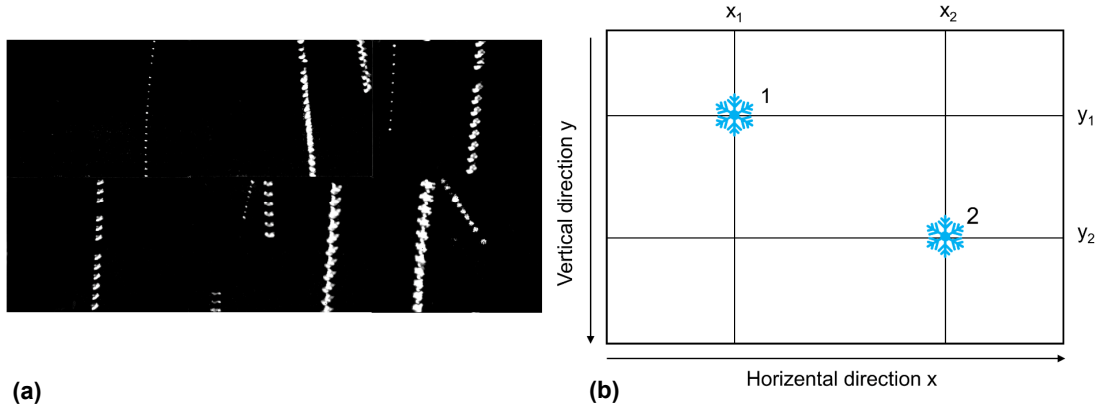 x₁
x₂
1
y₁
2
y₂
Vertical direction y
Horizental direction x
(a)
(b)